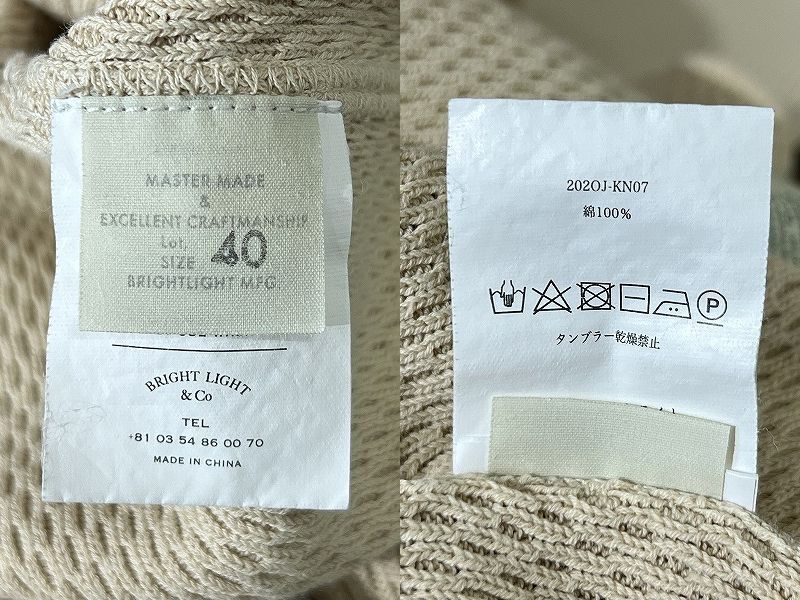 MASTER MADE
&
EXCELLENT CRAFTMANSHIP
Lot.
SIZE 40
BRIGHTLIGHT MFG.
BRIGHT LIGHT
& Co
TEL
+81 03 54 86 00 70
MADE IN CHINA
202OJ-KN07
綿100%
P
タンブラー乾燥禁止